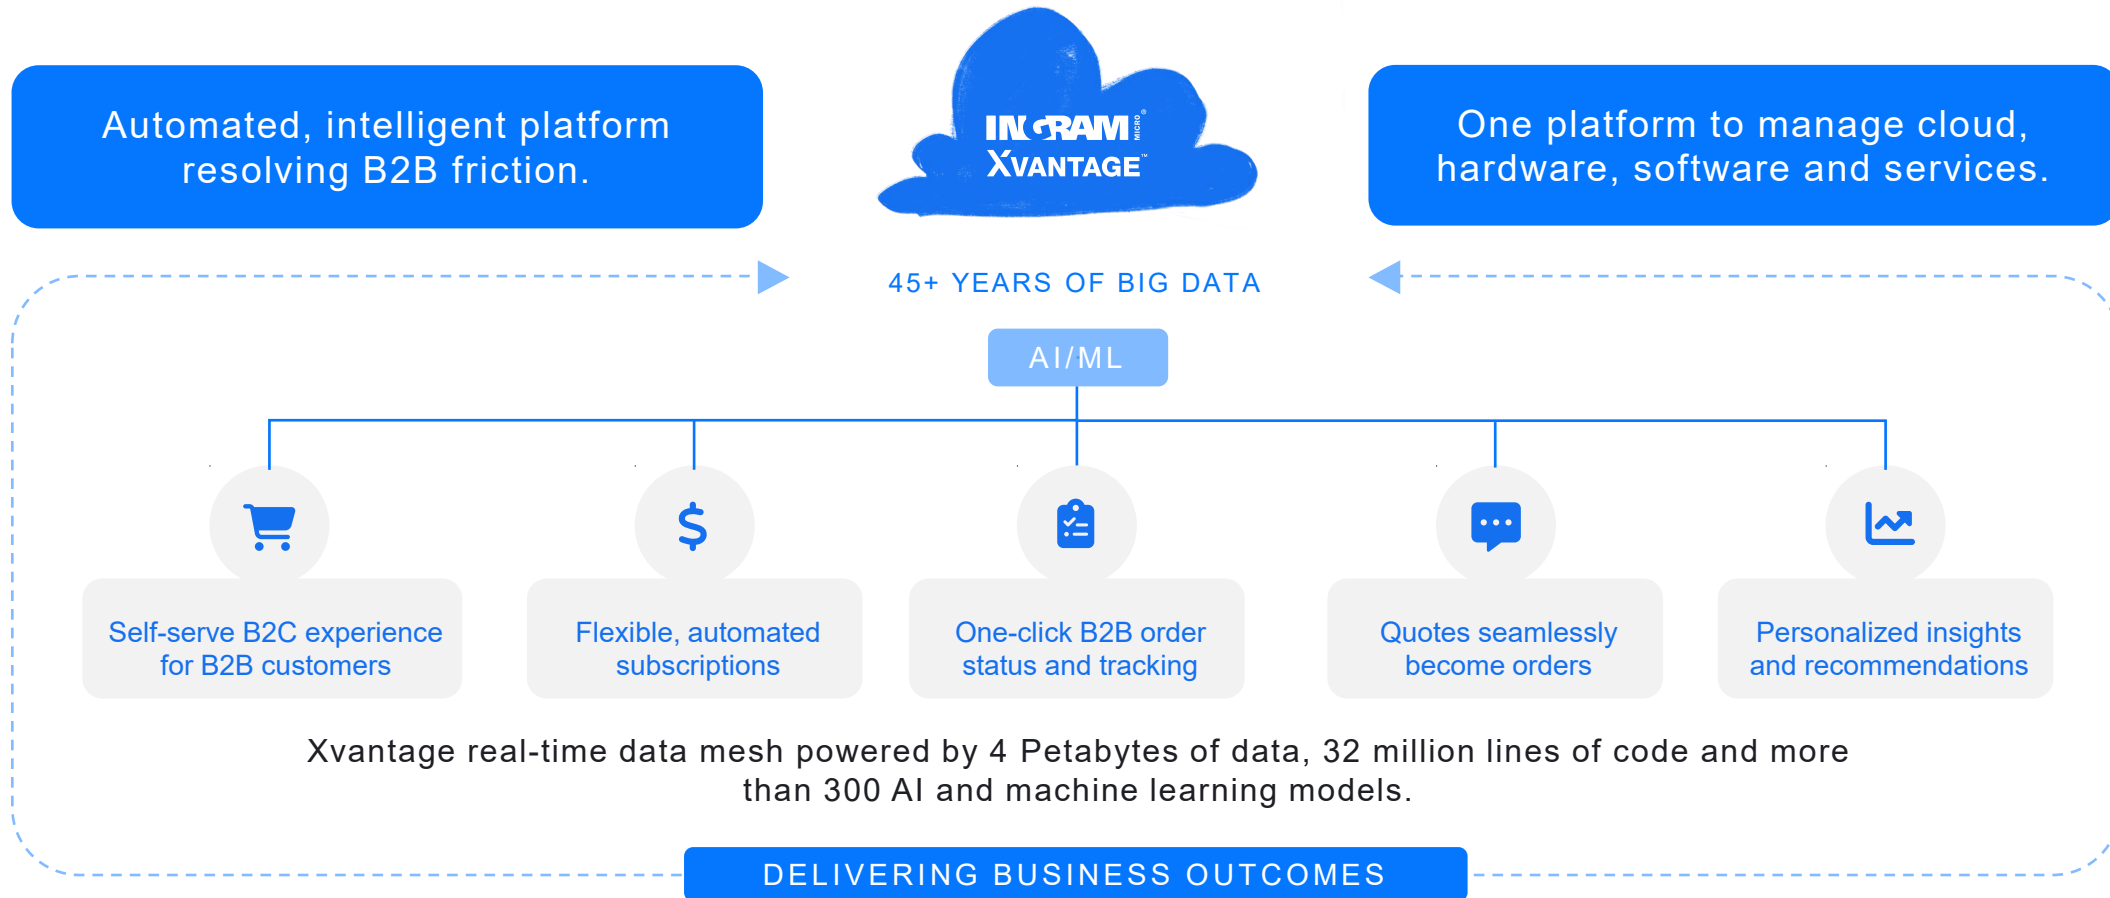 Automated, intelligent platform
resolving B2B friction.
INGRAM MICRO®
XVANTAGE™
One platform to manage cloud,
hardware, software and services.
45+ YEARS OF BIG DATA
AI/ML
Self-serve B2C experience
for B2B customers
Flexible, automated
subscriptions
One-click B2B order
status and tracking
Quotes seamlessly
become orders
Personalized insights
and recommendations
Xvantage real-time data mesh powered by 4 Petabytes of data, 32 million lines of code and more
than 300 AI and machine learning models.
DELIVERING BUSINESS OUTCOMES